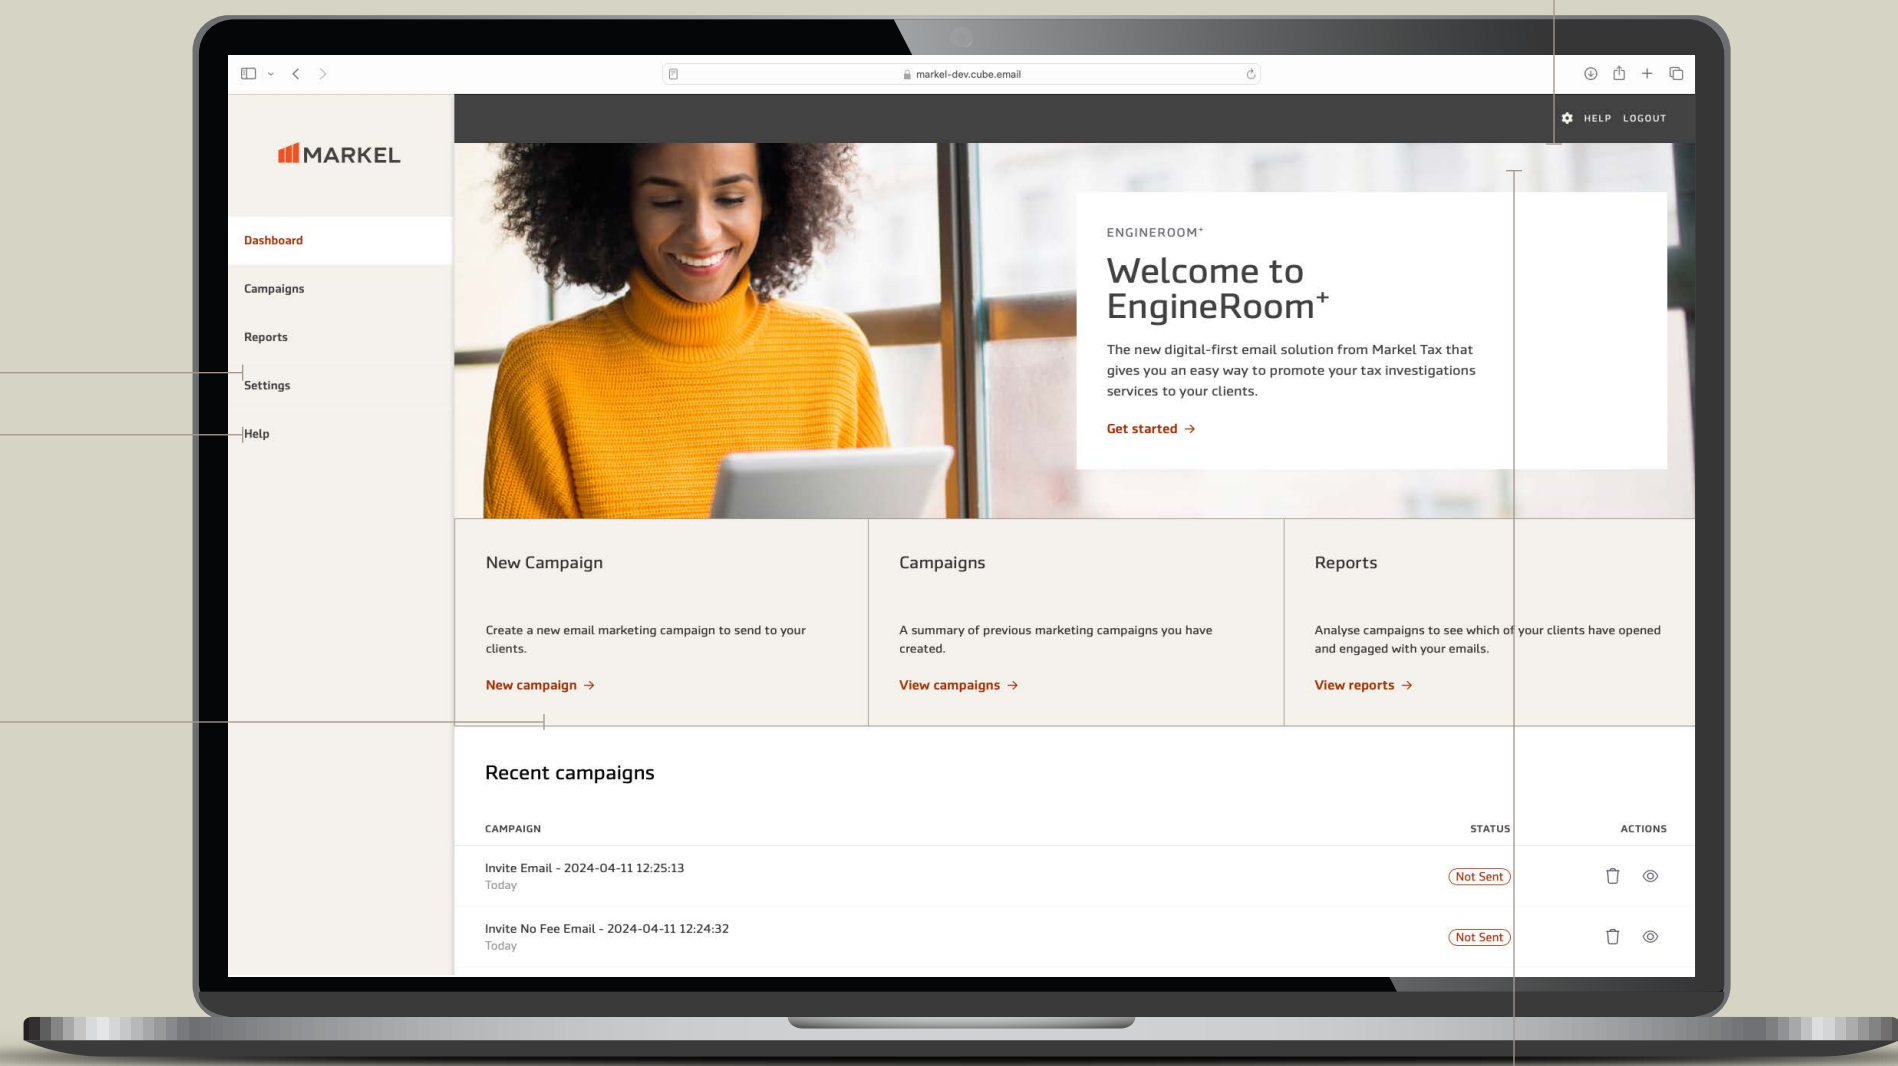 markel-dev.cube.email
HELP LOGOUT
MARKEL
Dashboard
Campaigns
Reports
Settings
Help
ENGINEROOM⁺
Welcome to
EngineRoom⁺
The new digital-first email solution from Markel Tax that
gives you an easy way to promote your tax investigations
services to your clients.
Get started →
New Campaign
Create a new email marketing campaign to send to your
clients.
New campaign →
Campaigns
A summary of previous marketing campaigns you have
created.
View campaigns →
Reports
Analyse campaigns to see which of your clients have opened
and engaged with your emails.
View reports →
Recent campaigns
CAMPAIGN STATUS ACTIONS
Invite Email - 2024-04-11 12:25:13
Today
Not Sent
Invite No Fee Email - 2024-04-11 12:24:32
Today
Not Sent